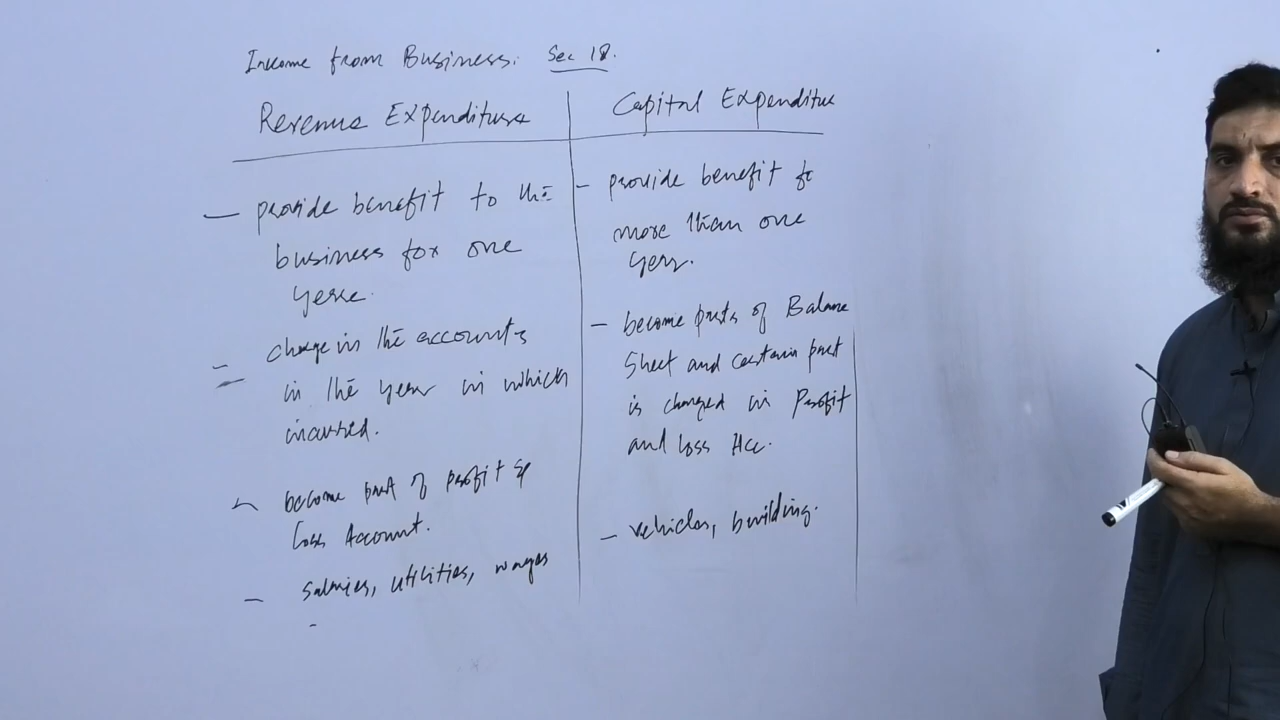 Income from Business. Sec 18.
Revenue Expenditure
- provide benefit to the
business for one
year.
- charge in the accounts
in the year in which
incurred.
- become part of profit &
Loss Account.
- Salaries, utilities, wages
-
Capital Expenditure
- provide benefit for
more than one
year.
- become parts of Balance
Sheet and certain part
is charged in Profit
and Loss Acc.
- vehicles, building.